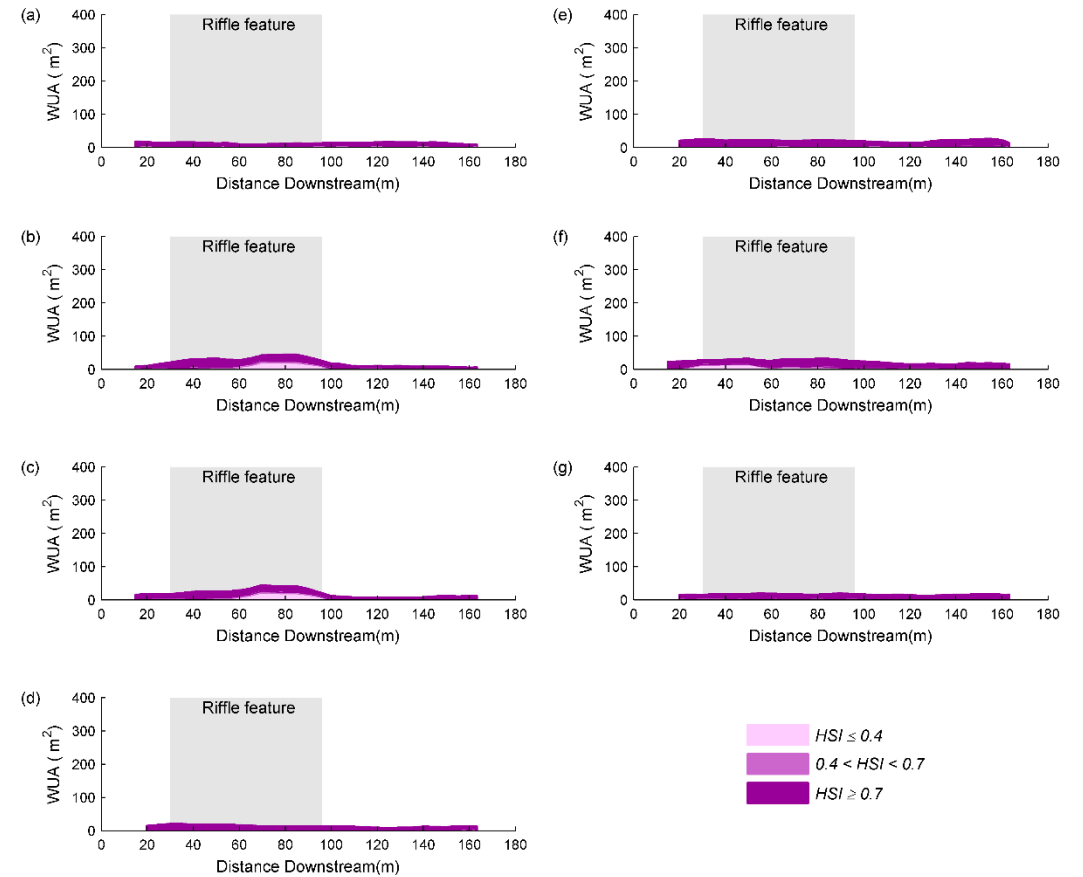 (a)
400
Riffle feature
300
200
100
0
WUA ( m²)
0 20 40 60 80 100 120 140 160 180
Distance Downstream(m)
(b)
400
Riffle feature
300
200
100
0
WUA ( m²)
0 20 40 60 80 100 120 140 160 180
Distance Downstream(m)
(c)
400
Riffle feature
300
200
100
0
WUA ( m²)
0 20 40 60 80 100 120 140 160 180
Distance Downstream(m)
(d)
400
Riffle feature
300
200
100
0
WUA ( m²)
0 20 40 60 80 100 120 140 160 180
Distance Downstream(m)
(e)
400
Riffle feature
300
200
100
0
WUA ( m²)
0 20 40 60 80 100 120 140 160 180
Distance Downstream(m)
(f)
400
Riffle feature
300
200
100
0
WUA ( m²)
0 20 40 60 80 100 120 140 160 180
Distance Downstream(m)
(g)
400
Riffle feature
300
200
100
0
WUA ( m²)
0 20 40 60 80 100 120 140 160 180
Distance Downstream(m)
HSI ≤ 0.4
0.4 < HSI < 0.7
HSI ≥ 0.7